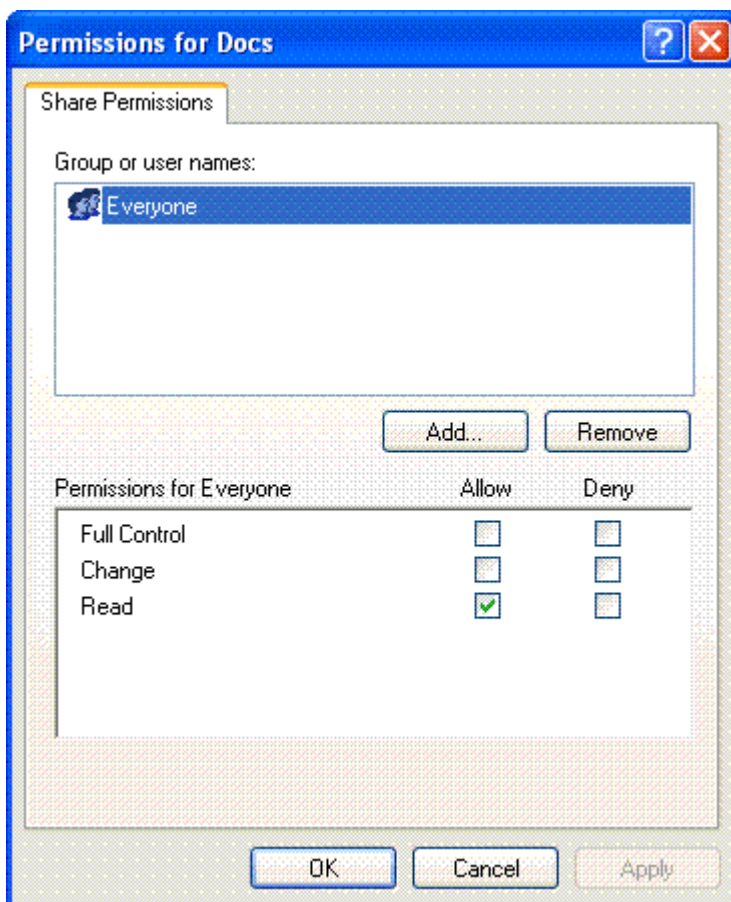 Permissions for Docs
Share Permissions
Group or user names:
Everyone
Add... Remove
Permissions for Everyone Allow Deny
Full Control
Change
Read
OK Cancel Apply